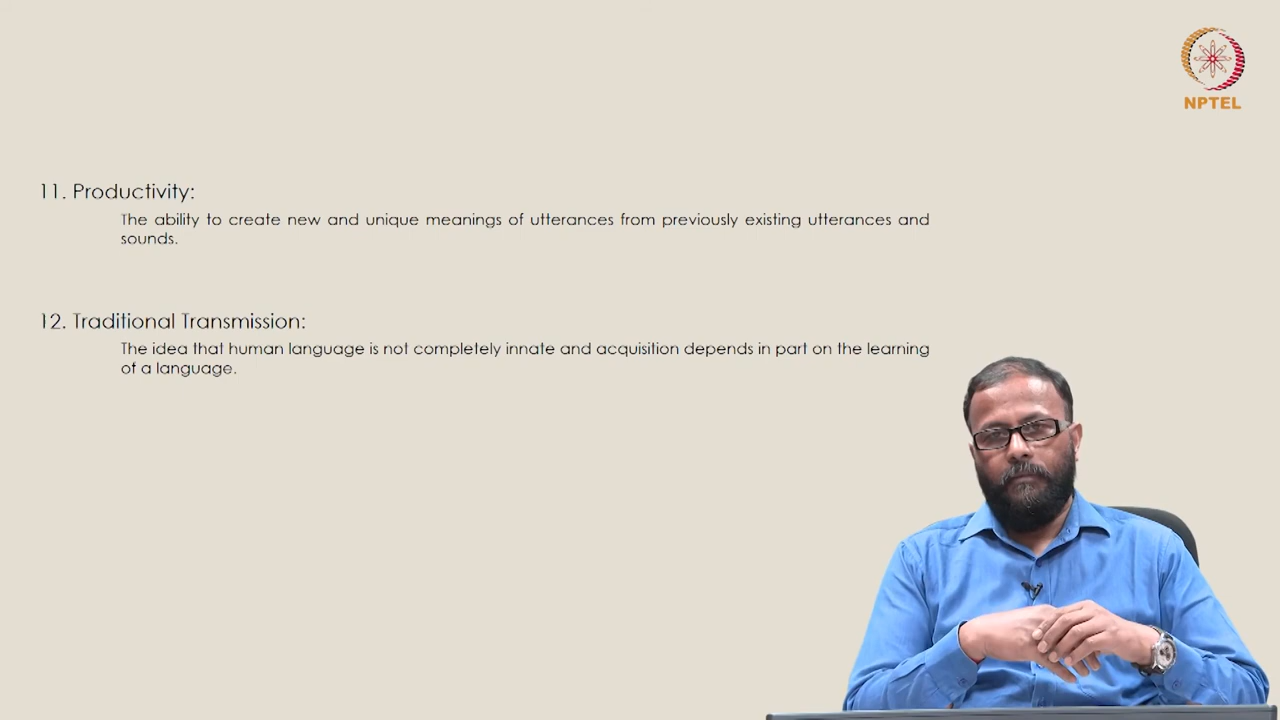 NPTEL
11. Productivity:
The ability to create new and unique meanings of utterances from previously existing utterances and
sounds.
12. Traditional Transmission:
The idea that human language is not completely innate and acquisition depends in part on the learning
of a language.